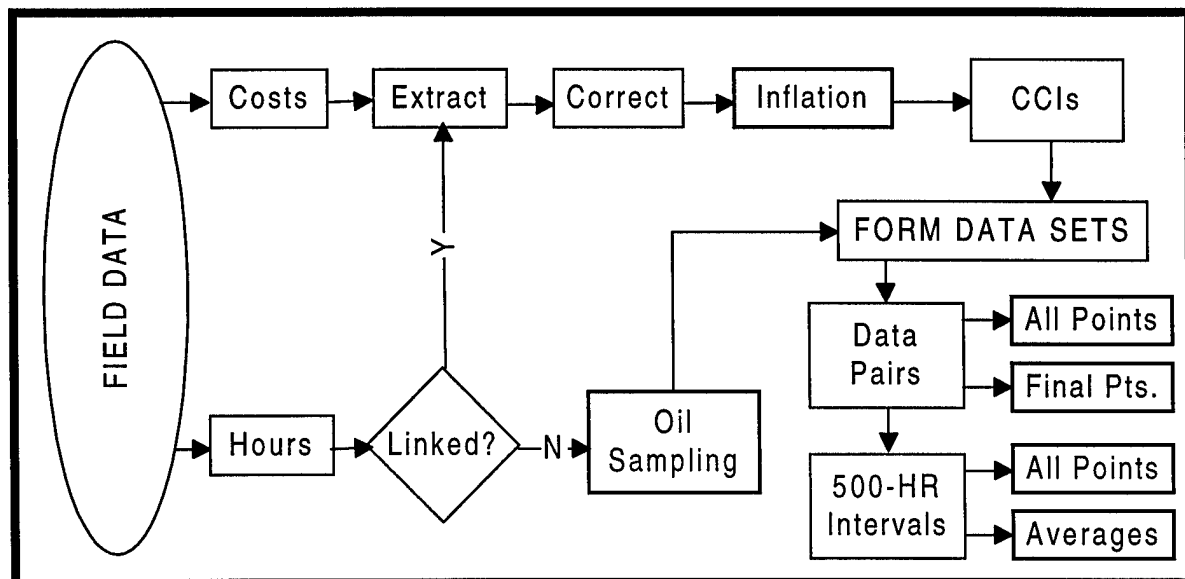 FIELD DATA
Costs
Extract
Correct
Inflation
CCIs
Y
FORM DATA SETS
Hours
Linked?
N
Oil
Sampling
Data
Pairs
All Points
Final Pts.
500-HR
Intervals
All Points
Averages